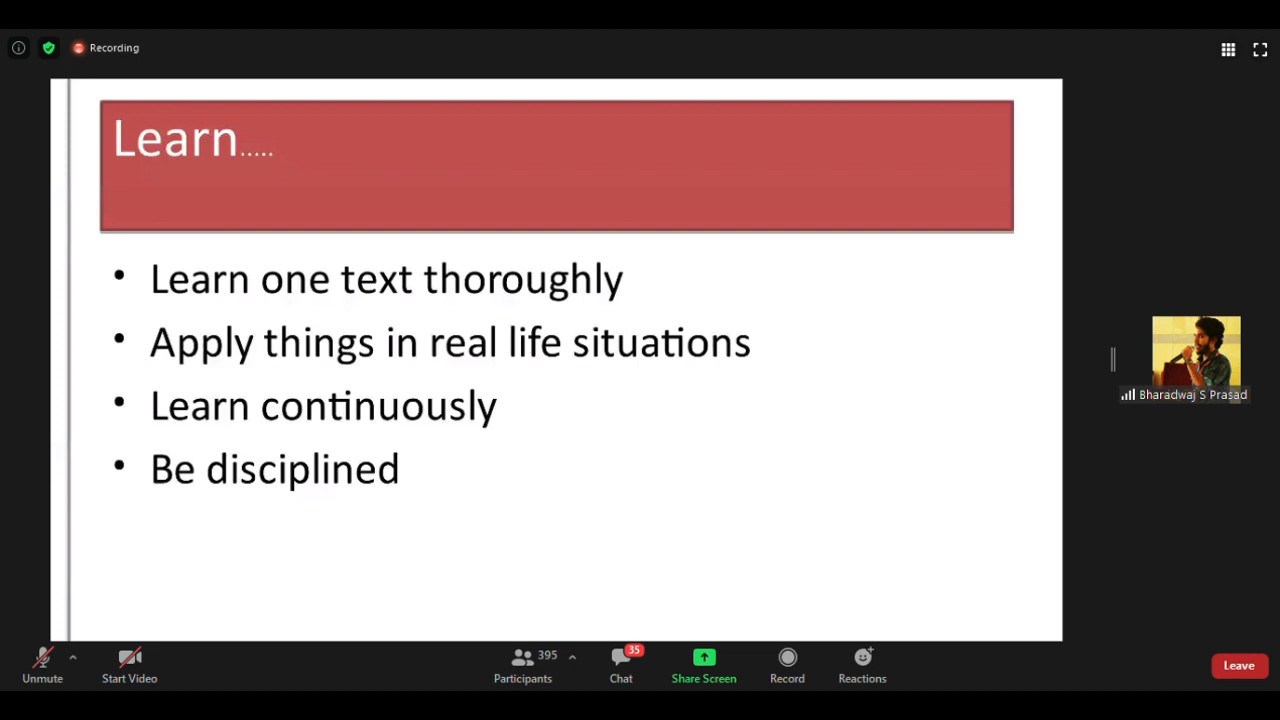 Recording
Learn.....
• Learn one text thoroughly
• Apply things in real life situations
• Learn continuously
• Be disciplined
Bharadwaj S Prasad
395
35
Unmute
Start Video
Participants
Chat
Share Screen
Record
Reactions
Leave